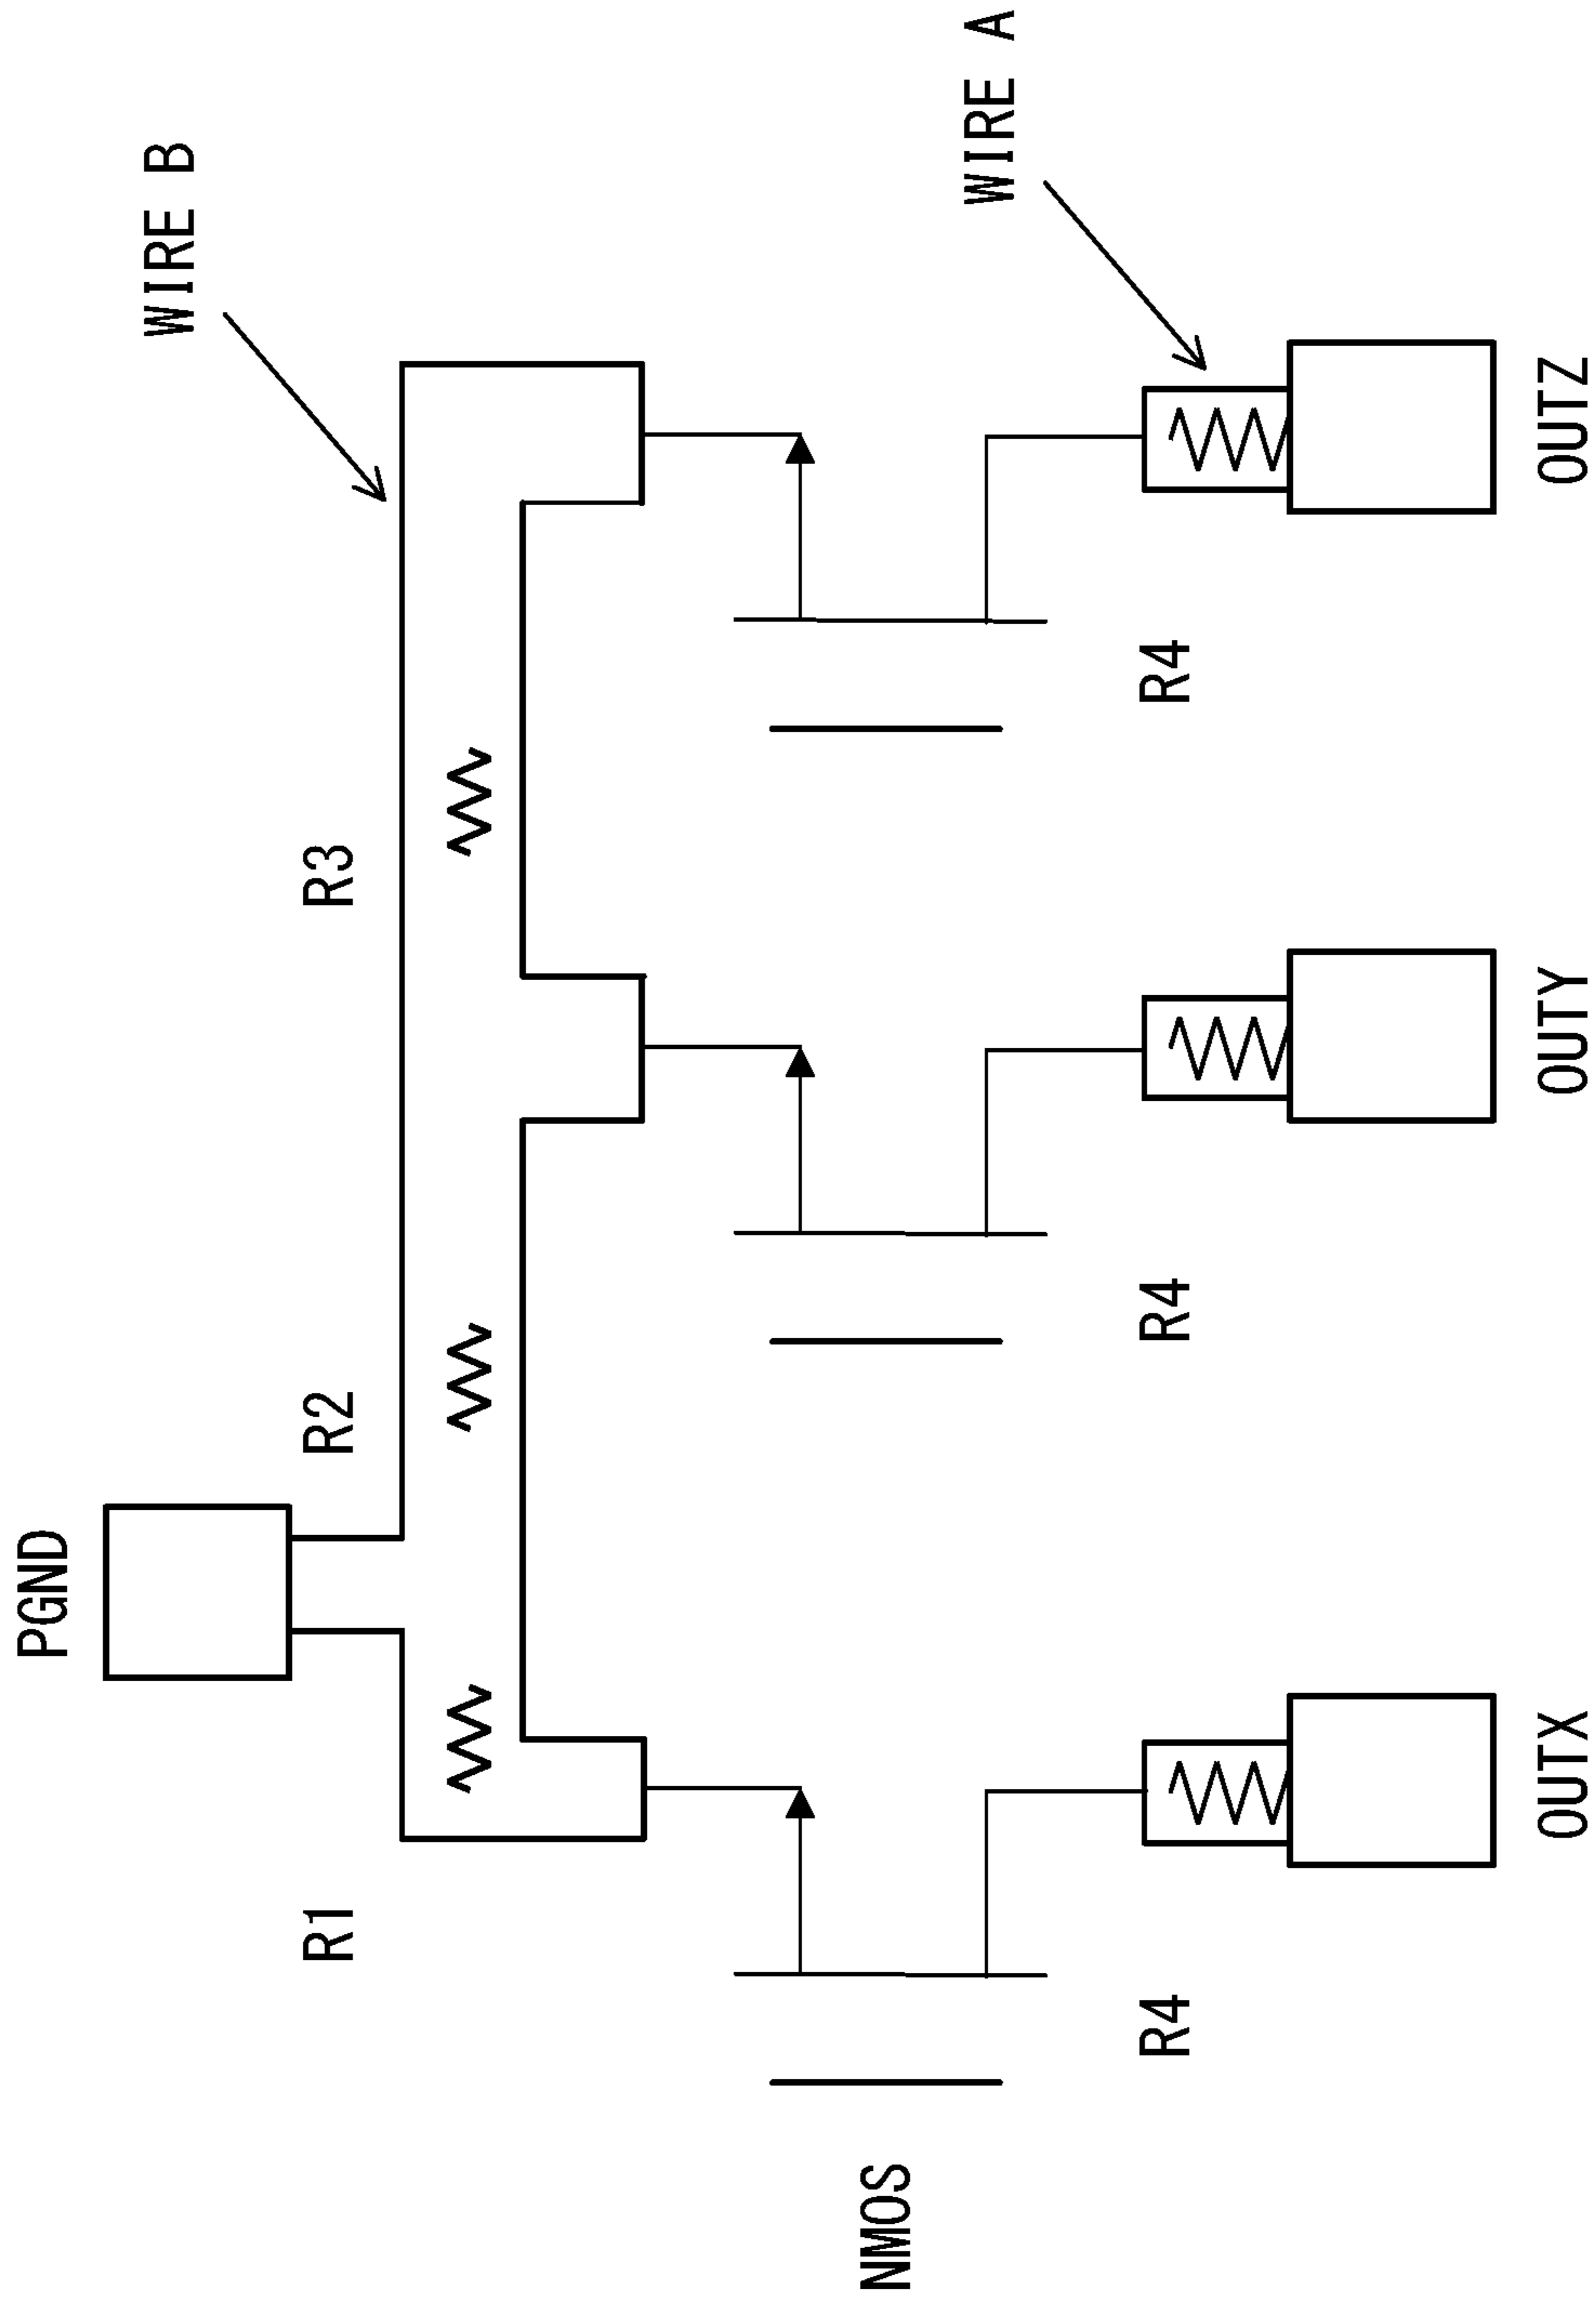 PGND
WIRE B
R1
R2
R3
NMOS
WIRE A
R4
R4
R4
OUTX
OUTY
OUTZ